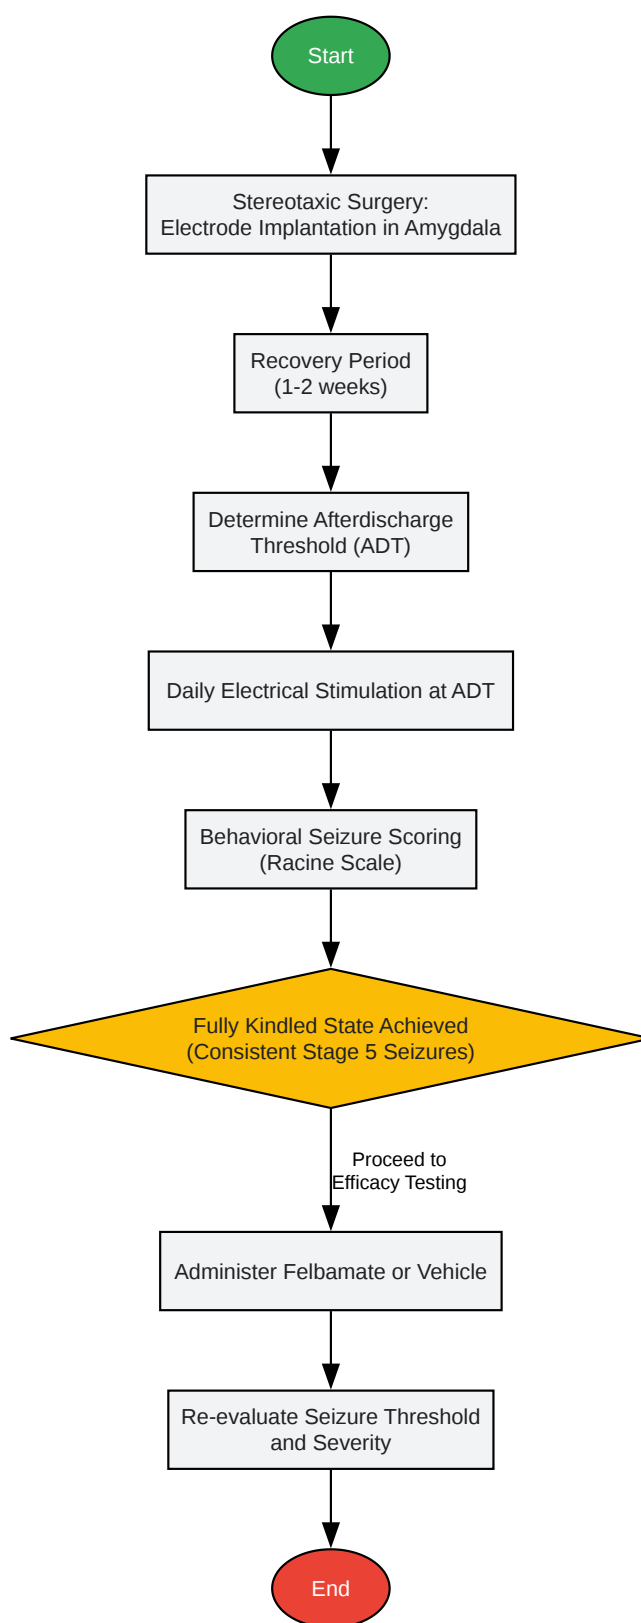 Start
Stereotaxic Surgery:
Electrode Implantation in Amygdala
Recovery Period
(1-2 weeks)
Determine Afterdischarge
Threshold (ADT)
Daily Electrical Stimulation at ADT
Behavioral Seizure Scoring
(Racine Scale)
Fully Kindled State Achieved
(Consistent Stage 5 Seizures)
Proceed to
Efficacy Testing
Administer Felbamate or Vehicle
Re-evaluate Seizure Threshold
and Severity
End